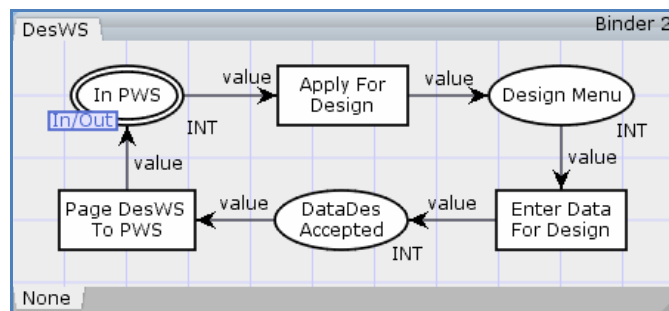 DesWS
Binder 2
value
value
In PWS
Apply For
Design
Design Menu
In/Out
INT
INT
value
value
value
value
Page DesWS
To PWS
DataDes
Accepted
Enter Data
For Design
INT
None